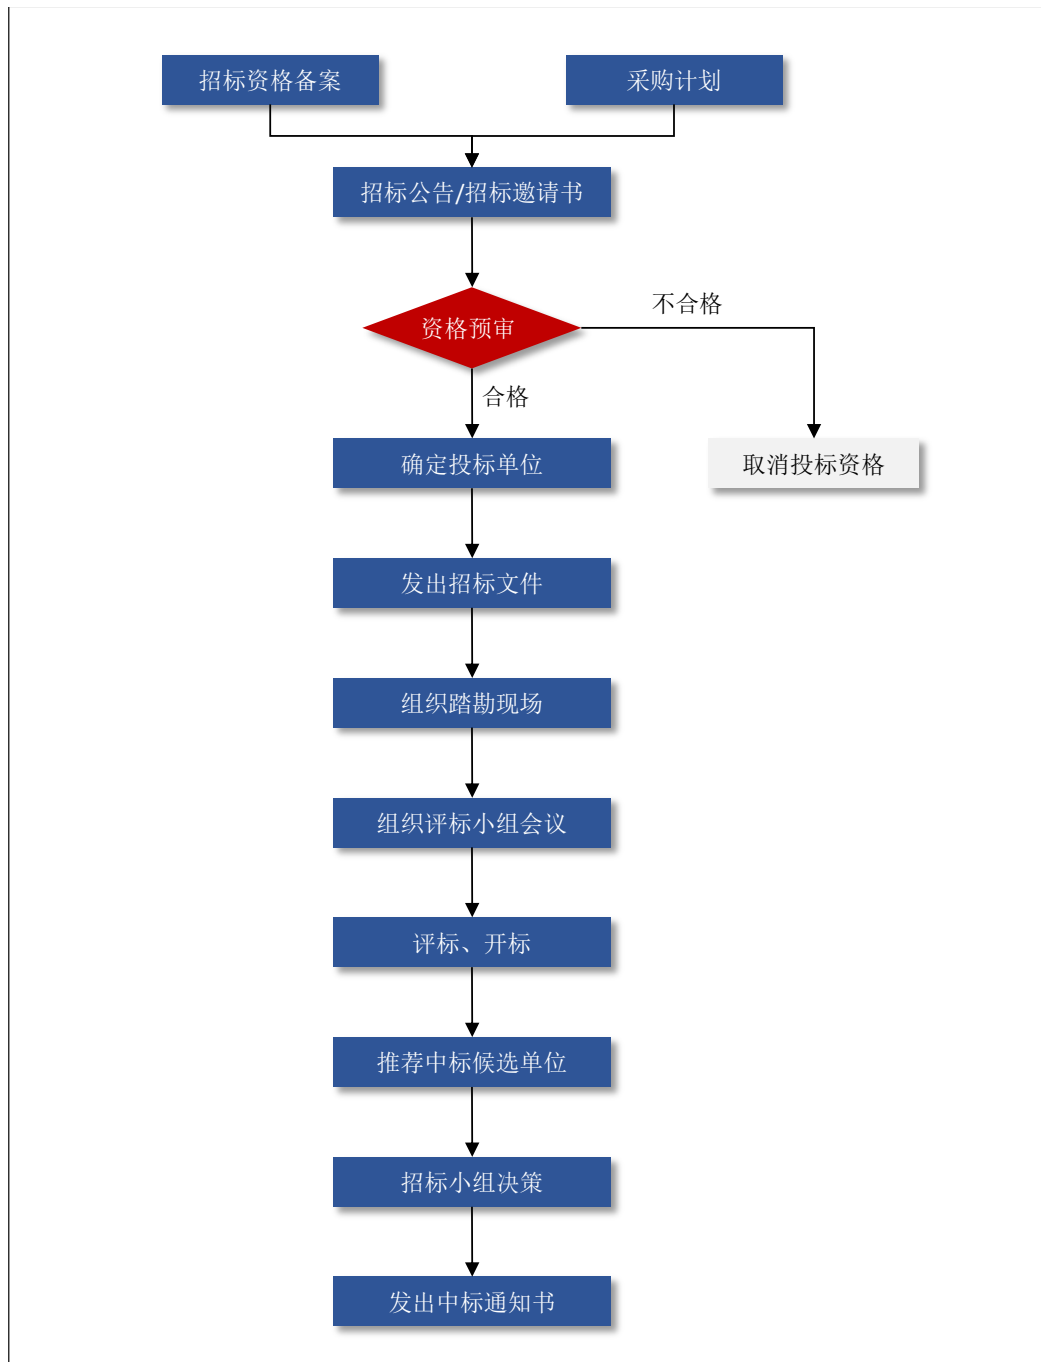 招标资格备案
采购计划
招标公告/招标邀请书
不合格
资格预审
合格
确定投标单位
取消投标资格
发出招标文件
组织踏勘现场
组织评标小组会议
评标、开标
推荐中标候选单位
招标小组决策
发出中标通知书